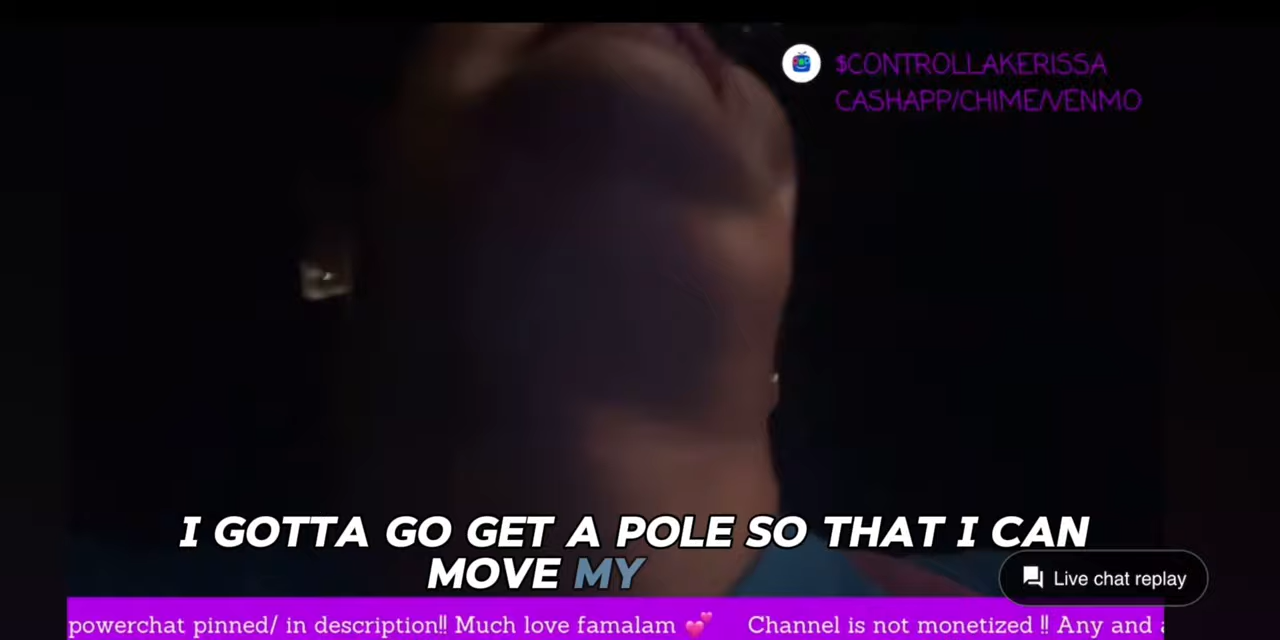 $CONTROLLAKERISSA
CASHAPP/CHIME/VENMO
I GOTTA GO GET A POLE SO THAT I CAN
MOVE MY
Live chat replay
powerchat pinned/ in description!! Much love famalam 💕 Channel is not monetized !! Any and a